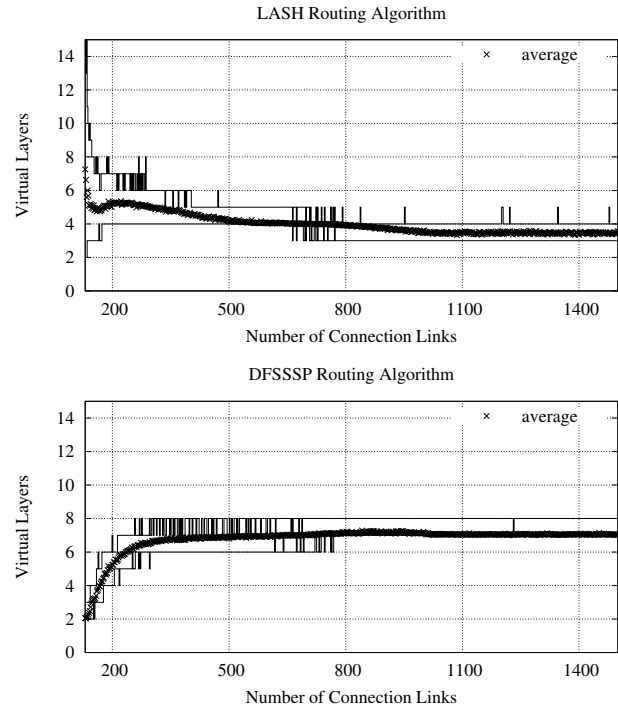 LASH Routing Algorithm
average
14
12
10
8
6
4
2
0
Virtual Layers
200 500 800 1100 1400
Number of Connection Links
DFSSSP Routing Algorithm
average
14
12
10
8
6
4
2
0
Virtual Layers
200 500 800 1100 1400
Number of Connection Links